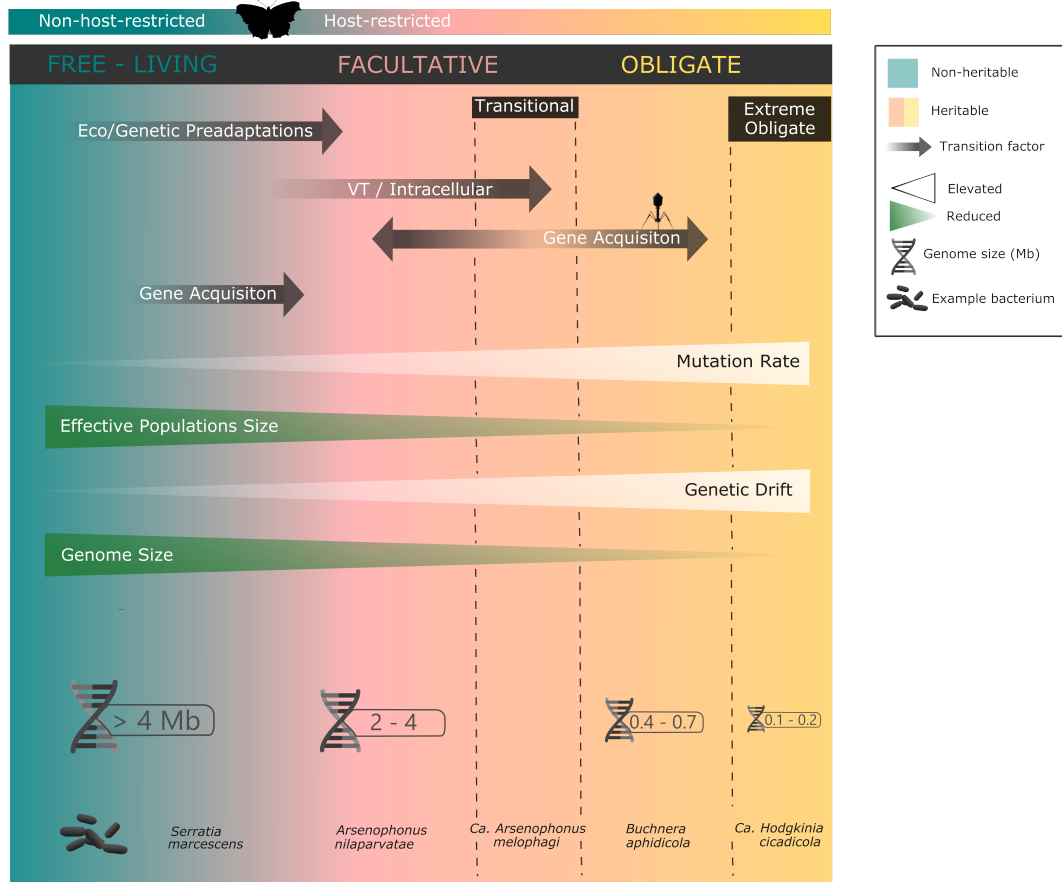 Non-host-restricted
Host-restricted
FREE - LIVING
FACULTATIVE
OBLIGATE
Transitional
Extreme
Obligate
Eco/Genetic Preadaptations
VT / Intracellular
Gene Acquisiton
Gene Acquisiton
Mutation Rate
Effective Populations Size
Genetic Drift
Genome Size
> 4 Mb
2 - 4
0.4 - 0.7
0.1 - 0.2
Serratia
marcescens
Arsenophonus
nilaparvatae
Ca. Arsenophonus
melophagi
Buchnera
aphidicola
Ca. Hodgkinia
cicadicola
Non-heritable
Heritable
Transition factor
Elevated
Reduced
Genome size (Mb)
Example bacterium